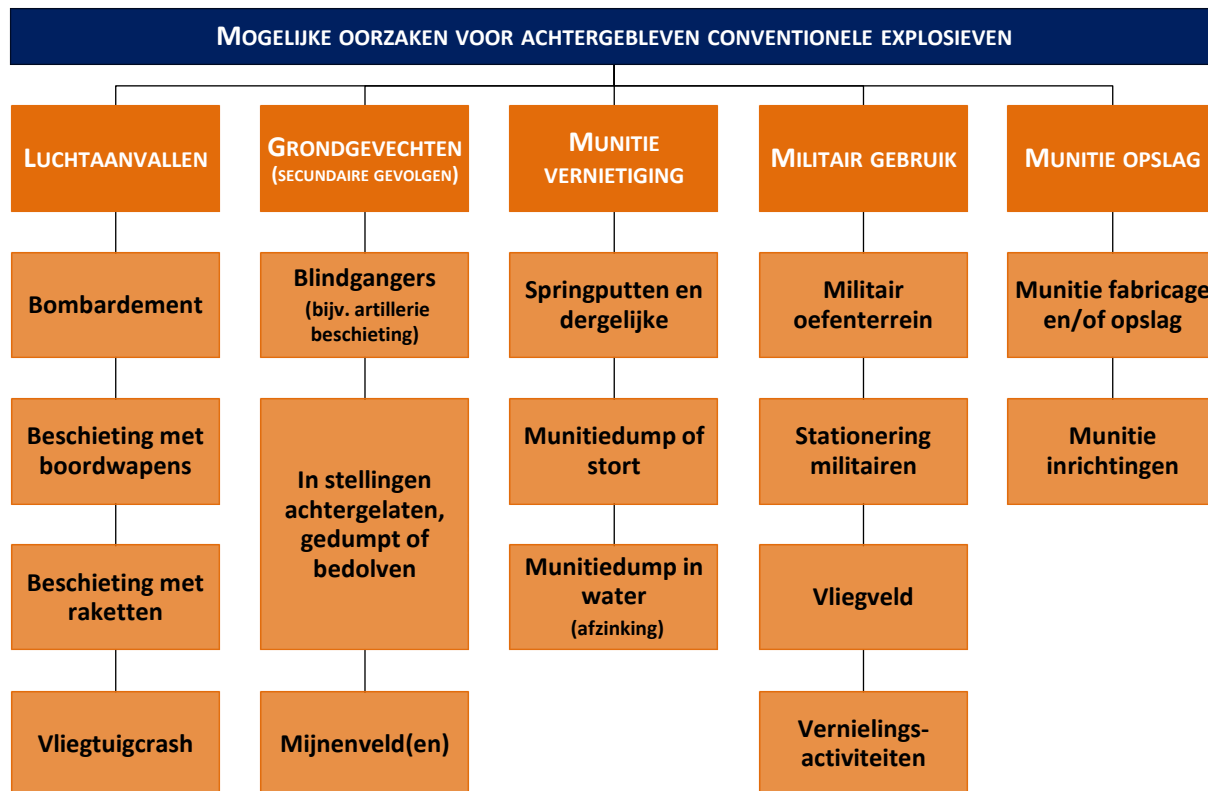 MOGELIJKE OORZAKEN VOOR ACHTERGEBLEVEN CONVENTIONELE EXPLOSIEVEN
LUCHTAANVALLEN
Bombardement
Beschieting met
boordwapens
Beschieting met
raketten
Vliegtuigcrash
GRONDGEVECHTEN
(SECUNDAIRE GEVOLGEN)
Blindgangers
(bijv. artillerie
beschieting)
In stellingen
achtergelaten,
gedumpt of
bedolven
Mijnenveld(en)
MUNITIE
VERNIETIGING
Springputten en
dergelijke
Munitiedump of
stort
Munitiedump in
water
(afzinking)
MILITAIR GEBRUIK
Militair
oefenterrein
Stationering
militairen
Vliegveld
Vernielings-
activiteiten
MUNITIE OPSLAG
Munitie fabricage
en/of opslag
Munitie
inrichtingen